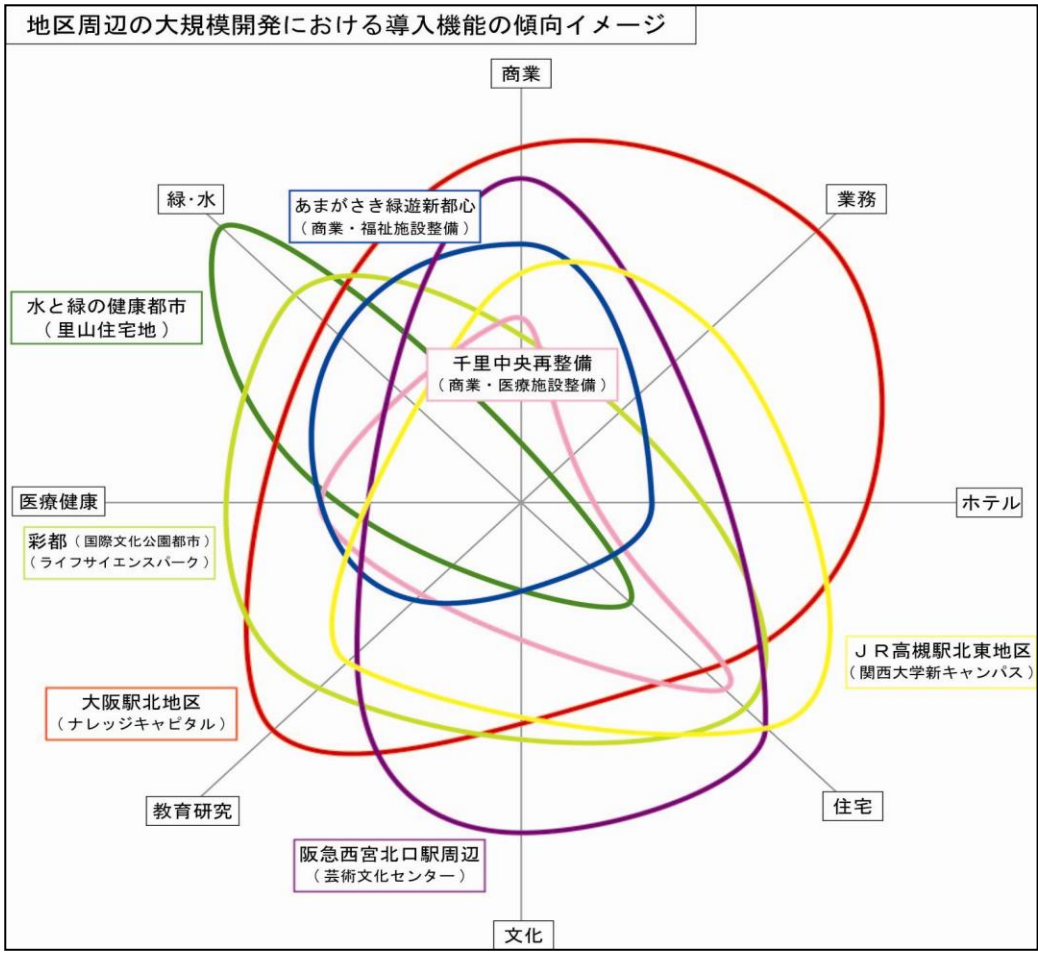 地区周辺の大規模開発における導入機能の傾向イメージ
商業
緑･水
業務
あまがさき緑遊新都心
（商業・福祉施設整備）
水と緑の健康都市
（里山住宅地）
千里中央再整備
（商業・医療施設整備）
医療健康
ホテル
彩都（国際文化公園都市）
（ライフサイエンスパーク）
ＪＲ高槻駅北東地区
（関西大学新キャンパス）
大阪駅北地区
（ナレッジキャピタル）
教育研究
住宅
阪急西宮北口駅周辺
（芸術文化センター）
文化